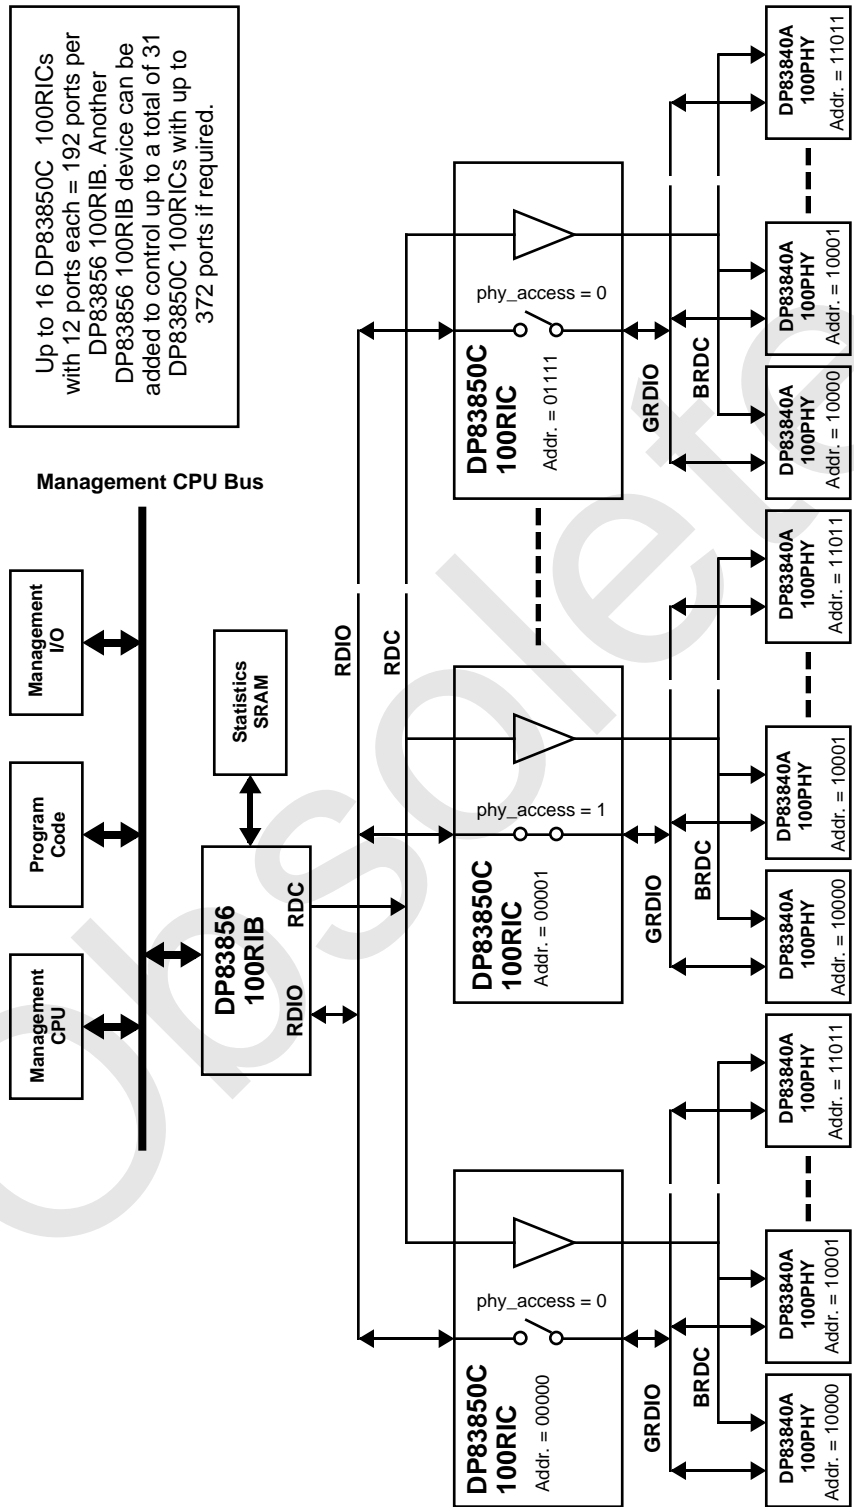 Up to 16 DP83850C 100RICs
with 12 ports each = 192 ports per
DP83856 100RIB. Another
DP83856 100RIB device can be
added to control up to a total of 31
DP83850C 100RICs with up to
372 ports if required.
Management CPU Bus
Management
CPU
Program
Code
Management
I/O
DP83856
100RIB
RDIO
RDC
Statistics
SRAM
RDIO
RDC
DP83850C
100RIC
Addr. = 00000
phy_access = 0
DP83850C
100RIC
Addr. = 00001
phy_access = 1
DP83850C
100RIC
Addr. = 01111
phy_access = 0
GRDIO
BRDC
GRDIO
BRDC
GRDIO
BRDC
DP83840A
100PHY
Addr. = 10000
DP83840A
100PHY
Addr. = 10001
DP83840A
100PHY
Addr. = 11011
DP83840A
100PHY
Addr. = 10000
DP83840A
100PHY
Addr. = 10001
DP83840A
100PHY
Addr. = 11011
DP83840A
100PHY
Addr. = 10000
DP83840A
100PHY
Addr. = 10001
DP83840A
100PHY
Addr. = 11011
Obsolete